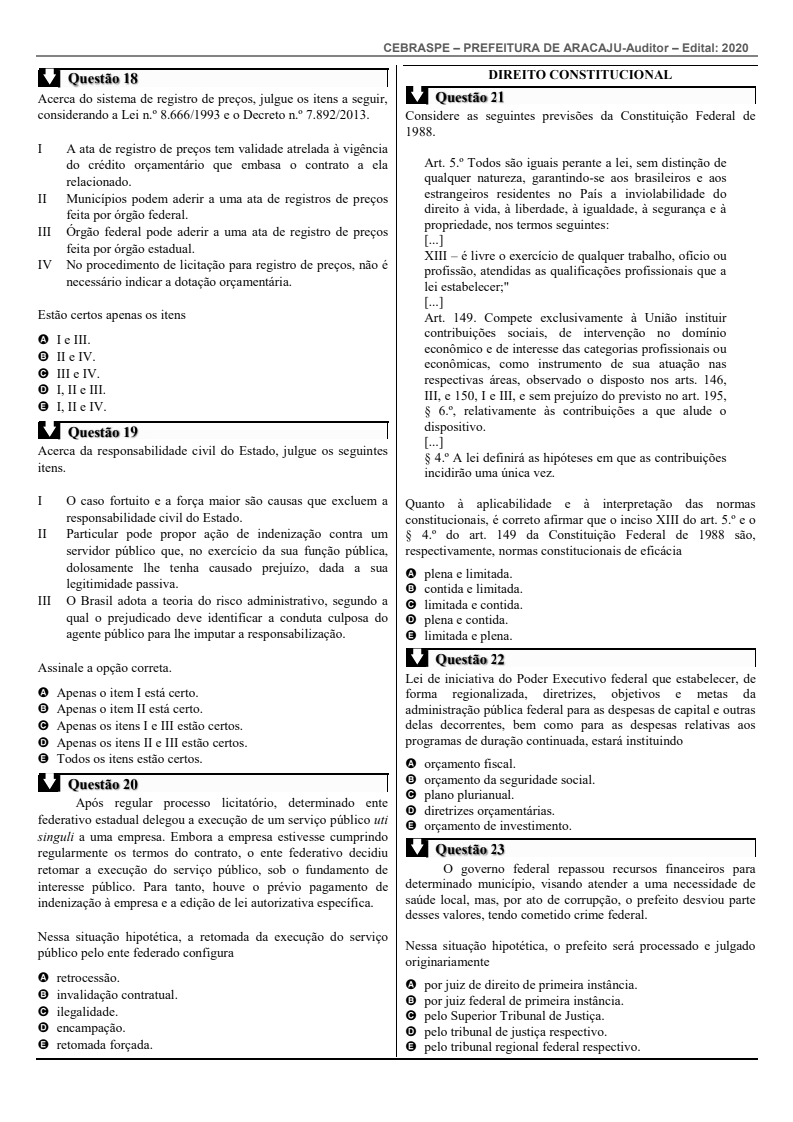 CEBRASPE – PREFEITURA DE ARACAJU-Auditor – Edital: 2020
Questão 18
Acerca do sistema de registro de preços, julgue os itens a seguir,
considerando a Lei n.º 8.666/1993 e o Decreto n.º 7.892/2013.
I A ata de registro de preços tem validade atrelada à vigência
do crédito orçamentário que embasa o contrato a ela
relacionado.
II Municípios podem aderir a uma ata de registros de preços
feita por órgão federal.
III Órgão federal pode aderir a uma ata de registro de preços
feita por órgão estadual.
IV No procedimento de licitação para registro de preços, não é
necessário indicar a dotação orçamentária.
Estão certos apenas os itens
A I e III.
B II e IV.
C III e IV.
D I, II e III.
E I, II e IV.
Questão 19
Acerca da responsabilidade civil do Estado, julgue os seguintes
itens.
I O caso fortuito e a força maior são causas que excluem a
responsabilidade civil do Estado.
II Particular pode propor ação de indenização contra um
servidor público que, no exercício da sua função pública,
dolosamente lhe tenha causado prejuízo, dada a sua
legitimidade passiva.
III O Brasil adota a teoria do risco administrativo, segundo a
qual o prejudicado deve identificar a conduta culposa do
agente público para lhe imputar a responsabilização.
Assinale a opção correta.
A Apenas o item I está certo.
B Apenas o item II está certo.
C Apenas os itens I e III estão certos.
D Apenas os itens II e III estão certos.
E Todos os itens estão certos.
Questão 20
Após regular processo licitatório, determinado ente
federativo estadual delegou a execução de um serviço público uti
singuli a uma empresa. Embora a empresa estivesse cumprindo
regularmente os termos do contrato, o ente federativo decidiu
retomar a execução do serviço público, sob o fundamento de
interesse público. Para tanto, houve o prévio pagamento de
indenização à empresa e a edição de lei autorizativa específica.
Nessa situação hipotética, a retomada da execução do serviço
público pelo ente federado configura
A retrocessão.
B invalidação contratual.
C ilegalidade.
D encampação.
E retomada forçada.
DIREITO CONSTITUCIONAL
Questão 21
Considere as seguintes previsões da Constituição Federal de
1988.
Art. 5.º Todos são iguais perante a lei, sem distinção de
qualquer natureza, garantindo-se aos brasileiros e aos
estrangeiros residentes no País a inviolabilidade do
direito à vida, à liberdade, à igualdade, à segurança e à
propriedade, nos termos seguintes:
[...]
XIII – é livre o exercício de qualquer trabalho, ofício ou
profissão, atendidas as qualificações profissionais que a
lei estabelecer;"
[...]
Art. 149. Compete exclusivamente à União instituir
contribuições sociais, de intervenção no domínio
econômico e de interesse das categorias profissionais ou
econômicas, como instrumento de sua atuação nas
respectivas áreas, observado o disposto nos arts. 146,
III, e 150, I e III, e sem prejuízo do previsto no art. 195,
§ 6.º, relativamente às contribuições a que alude o
dispositivo.
[...]
§ 4.º A lei definirá as hipóteses em que as contribuições
incidirão uma única vez.
Quanto à aplicabilidade e à interpretação das normas
constitucionais, é correto afirmar que o inciso XIII do art. 5.º e o
§ 4.º do art. 149 da Constituição Federal de 1988 são,
respectivamente, normas constitucionais de eficácia
A plena e limitada.
B contida e limitada.
C limitada e contida.
D plena e contida.
E limitada e plena.
Questão 22
Lei de iniciativa do Poder Executivo federal que estabelecer, de
forma regionalizada, diretrizes, objetivos e metas da
administração pública federal para as despesas de capital e outras
delas decorrentes, bem como para as despesas relativas aos
programas de duração continuada, estará instituindo
A orçamento fiscal.
B orçamento da seguridade social.
C plano plurianual.
D diretrizes orçamentárias.
E orçamento de investimento.
Questão 23
O governo federal repassou recursos financeiros para
determinado município, visando atender a uma necessidade de
saúde local, mas, por ato de corrupção, o prefeito desviou parte
desses valores, tendo cometido crime federal.
Nessa situação hipotética, o prefeito será processado e julgado
originariamente
A por juiz de direito de primeira instância.
B por juiz federal de primeira instância.
C pelo Superior Tribunal de Justiça.
D pelo tribunal de justiça respectivo.
E pelo tribunal regional federal respectivo.